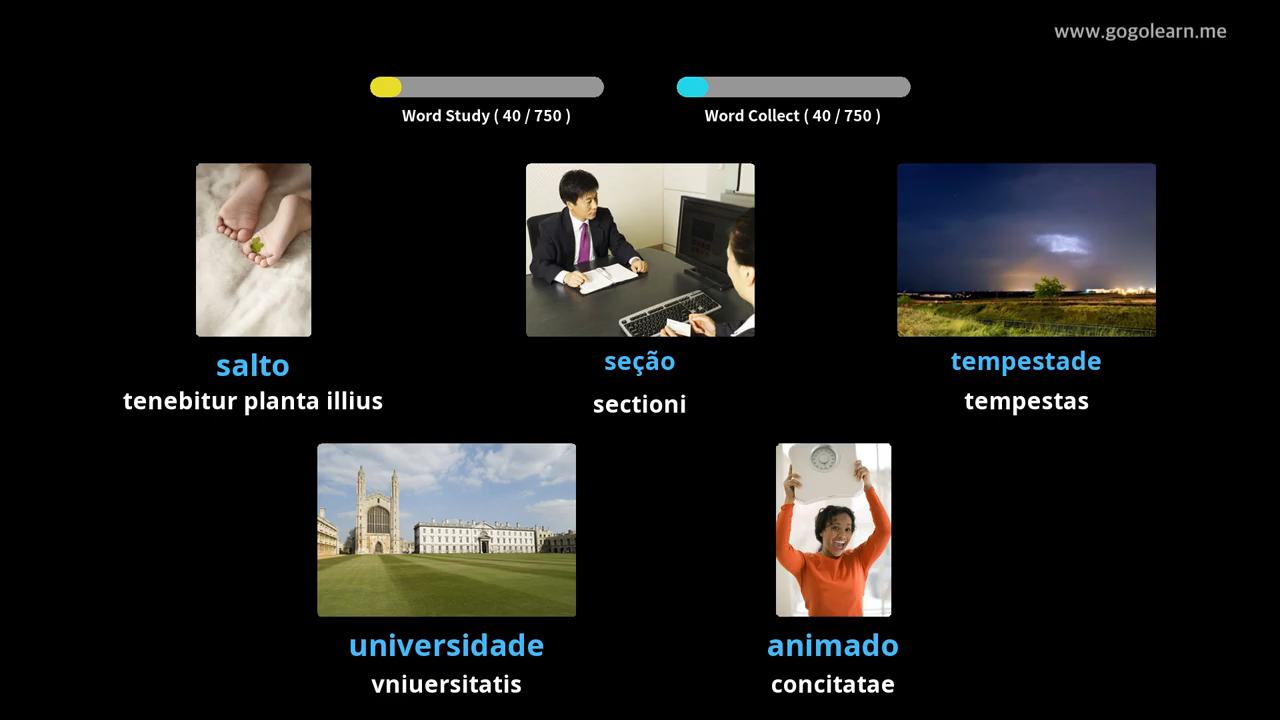 www.gogolearn.me
Word Study ( 40 / 750 )
Word Collect ( 40 / 750 )
salto
tenebitur planta illius
seção
sectioni
tempestade
tempestas
universidade
vniuersitatis
animado
concitatae